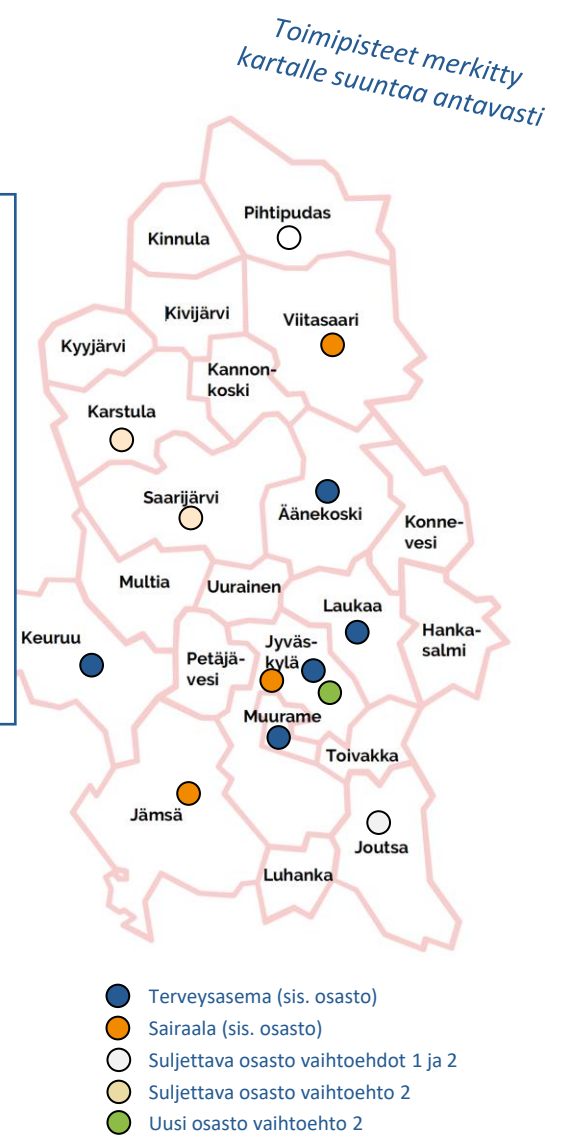 Toimipisteet merkitty
kartalle suuntaa antavasti
Pihtipudas
Kinnula
Kivijärvi
Viitasaari
Kyyjärvi
Kannon-
koski
Karstula
Saarijärvi
Äänekoski
Konne-
vesi
Multia
Uurainen
Laukaa
Keuruu
Petäjä-
vesi
Jyväs-
kylä
Hanka-
salmi
Muurame
Toivakka
Jämsä
Joutsa
Luhanka
Terveysasema (sis. osasto)
Sairaala (sis. osasto)
Suljettava osasto vaihtoehdot 1 ja 2
Suljettava osasto vaihtoehto 2
Uusi osasto vaihtoehto 2